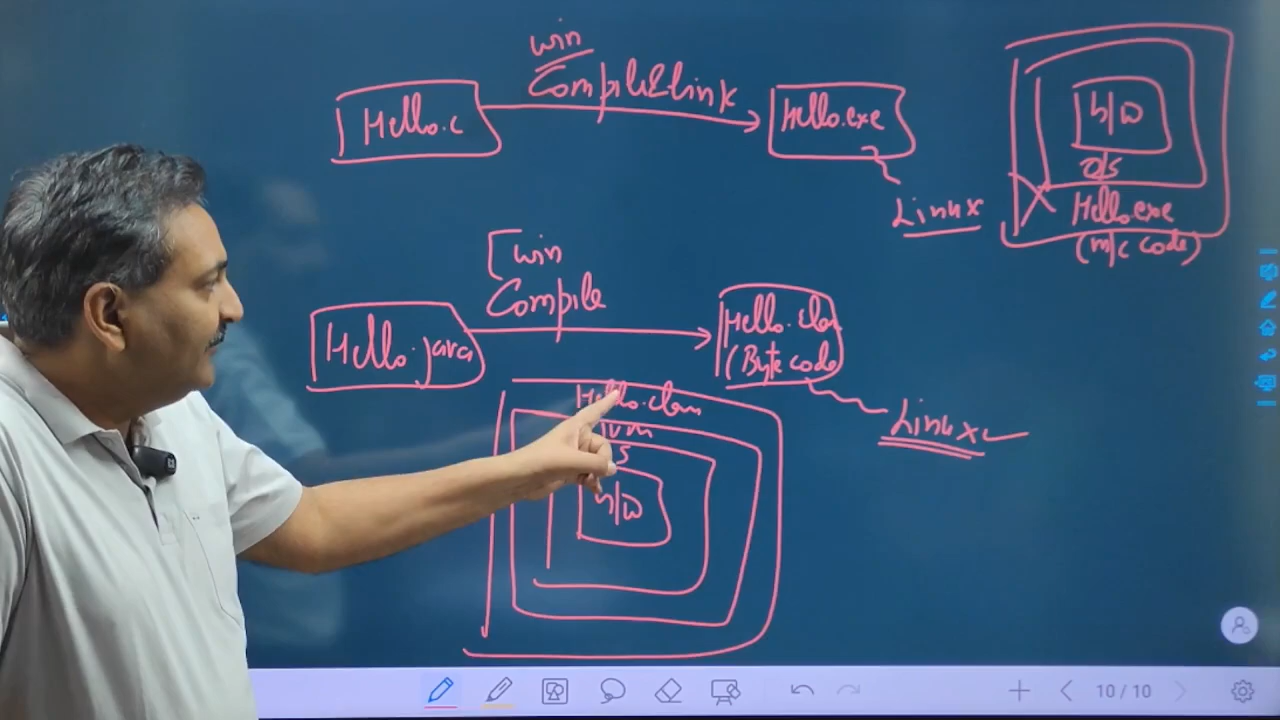 win
Compile&Link
Hello.c
Hello.exe
h/w
o/s
Linux
Hello.exe
(m/c code)
win
Compile
Hello.java
Hello.class
(Byte code)
Linux
Hello.class
h/w
10 / 10